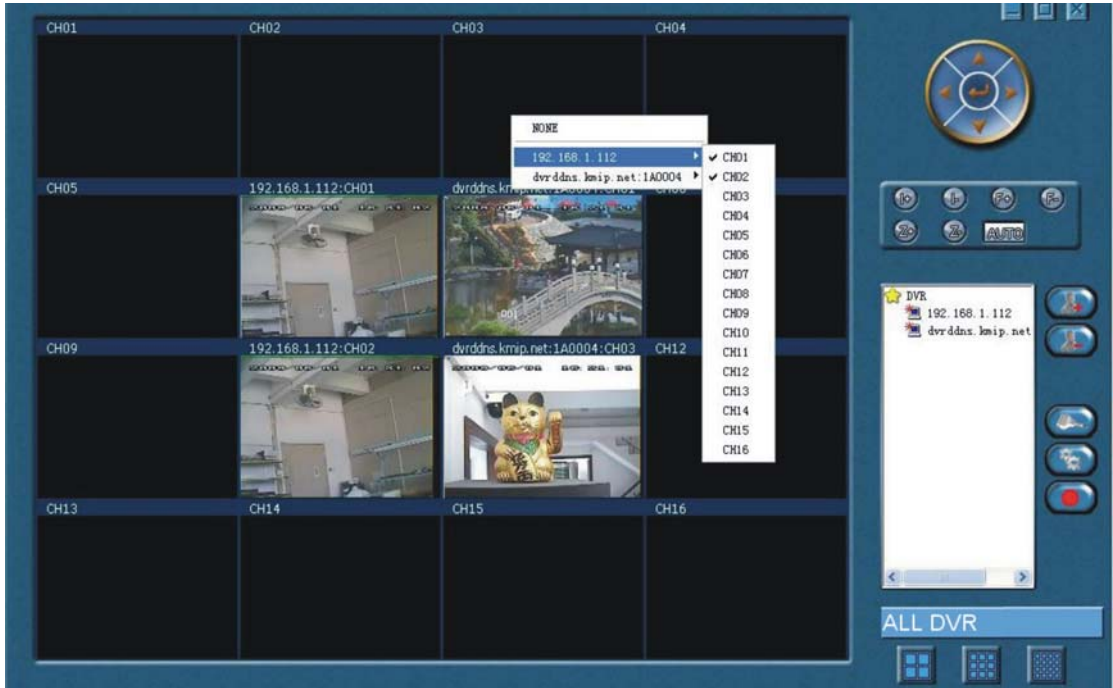 CH01
CH02
CH03
CH04
NONE
192.168.1.112
dvrddns.kmip.net:1A0004
CH01
CH02
CH03
CH04
CH05
CH06
CH07
CH08
CH09
CH10
CH11
CH12
CH13
CH14
CH15
CH16
CH05
192.168.1.112:CH01
001
CH09
192.168.1.112:CH02
dvrddns.kmip.net:1A0004:CH03
CH12
CH13
CH14
CH15
CH16
I+
I-
F+
F-
Z+
Z-
AUTO
DVR
192.168.1.112
dvrddns.kmip.net
ALL DVR